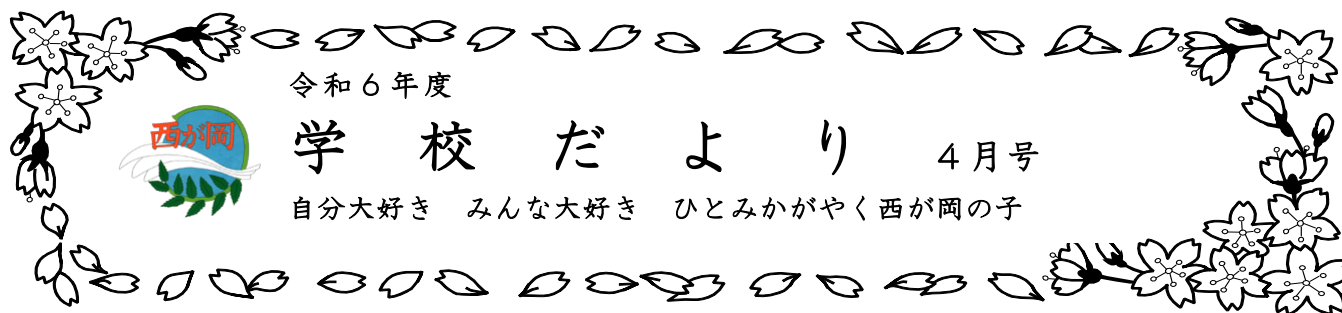 令和６年度
西が岡
学校だより ４月号
自分大好き みんな大好き ひとみかがやく西が岡の子